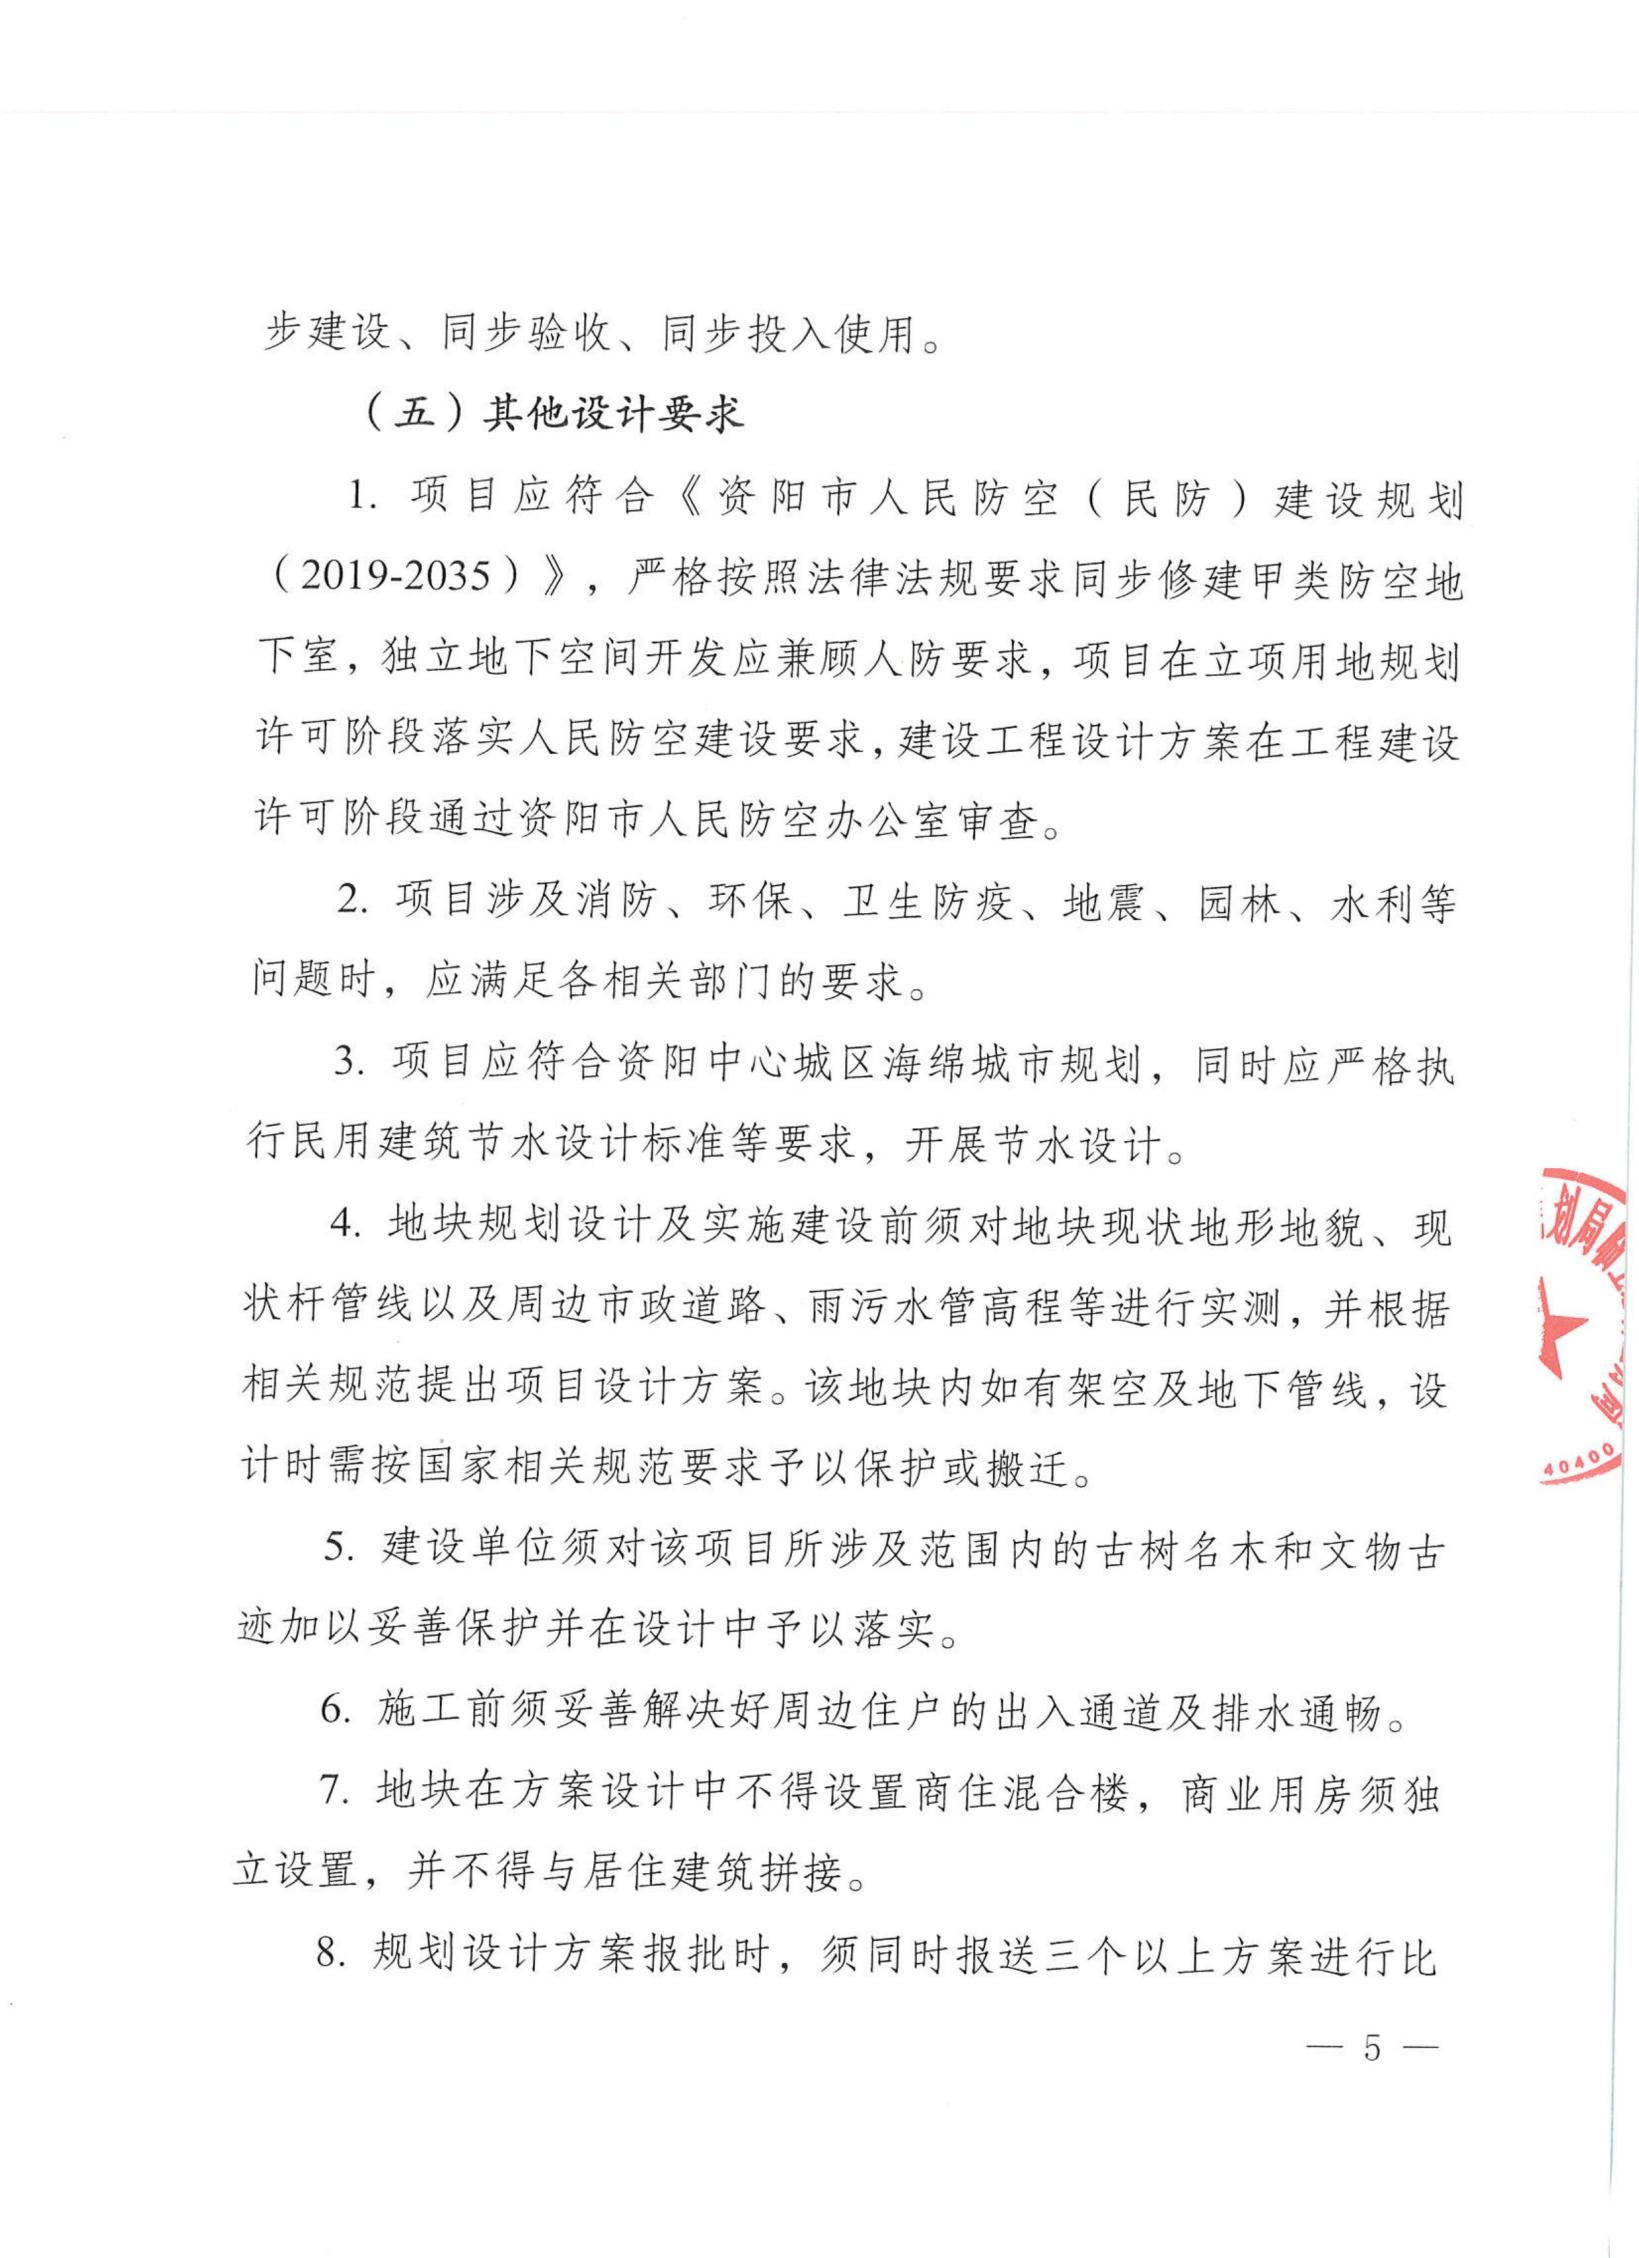 步建设、同步验收、同步投入使用。
（五）其他设计要求
1. 项目应符合《资阳市人民防空（民防）建设规划
（2019-2035）》，严格按照法律法规要求同步修建甲类防空地
下室，独立地下空间开发应兼顾人防要求，项目在立项用地规划
许可阶段落实人民防空建设要求，建设工程设计方案在工程建设
许可阶段通过资阳市人民防空办公室审查。
2. 项目涉及消防、环保、卫生防疫、地震、园林、水利等
问题时，应满足各相关部门的要求。
3. 项目应符合资阳中心城区海绵城市规划，同时应严格执
行民用建筑节水设计标准等要求，开展节水设计。
4. 地块规划设计及实施建设前须对地块现状地形地貌、现
状杆管线以及周边市政道路、雨污水管高程等进行实测，并根据
相关规范提出项目设计方案。该地块内如有架空及地下管线，设
计时需按国家相关规范要求予以保护或搬迁。
5. 建设单位须对该项目所涉及范围内的古树名木和文物古
迹加以妥善保护并在设计中予以落实。
6. 施工前须妥善解决好周边住户的出入通道及排水通畅。
7. 地块在方案设计中不得设置商住混合楼，商业用房须独
立设置，并不得与居住建筑拼接。
8. 规划设计方案报批时，须同时报送三个以上方案进行比
划局
40400
— 5 —